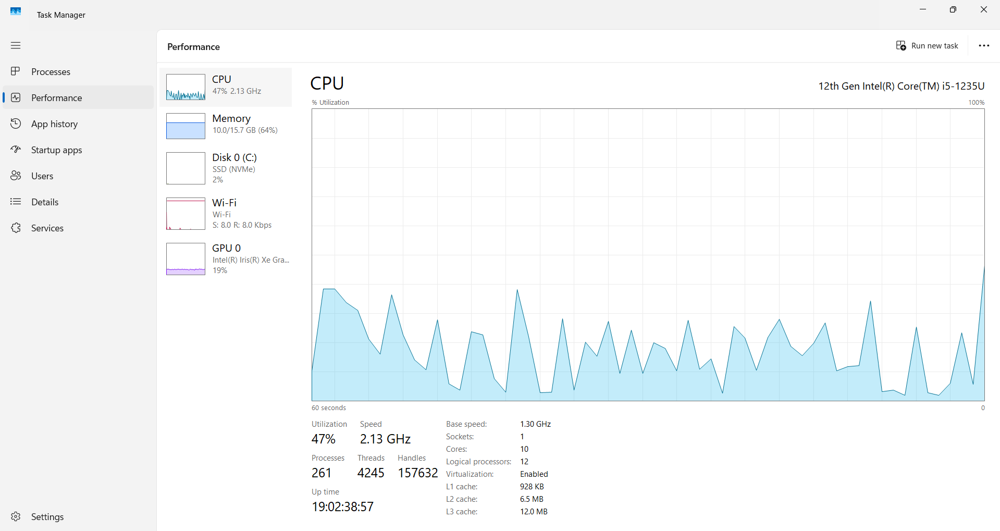 Task Manager
Performance
Run new task
Processes
Performance
App history
Startup apps
Users
Details
Services
Settings
CPU
47% 2.13 GHz
Memory
10.0/15.7 GB (64%)
Disk 0 (C:)
SSD (NVMe)
2%
Wi-Fi
Wi-Fi
S: 8.0 R: 8.0 Kbps
GPU 0
Intel(R) Iris(R) Xe Gra...
19%
CPU
12th Gen Intel(R) Core(TM) i5-1235U
% Utilization
100%
60 seconds
0
Utilization
Speed
47%
2.13 GHz
Processes
Threads
Handles
261
4245
157632
Up time
19:02:38:57
Base speed: 1.30 GHz
Sockets: 1
Cores: 10
Logical processors: 12
Virtualization: Enabled
L1 cache: 928 KB
L2 cache: 6.5 MB
L3 cache: 12.0 MB